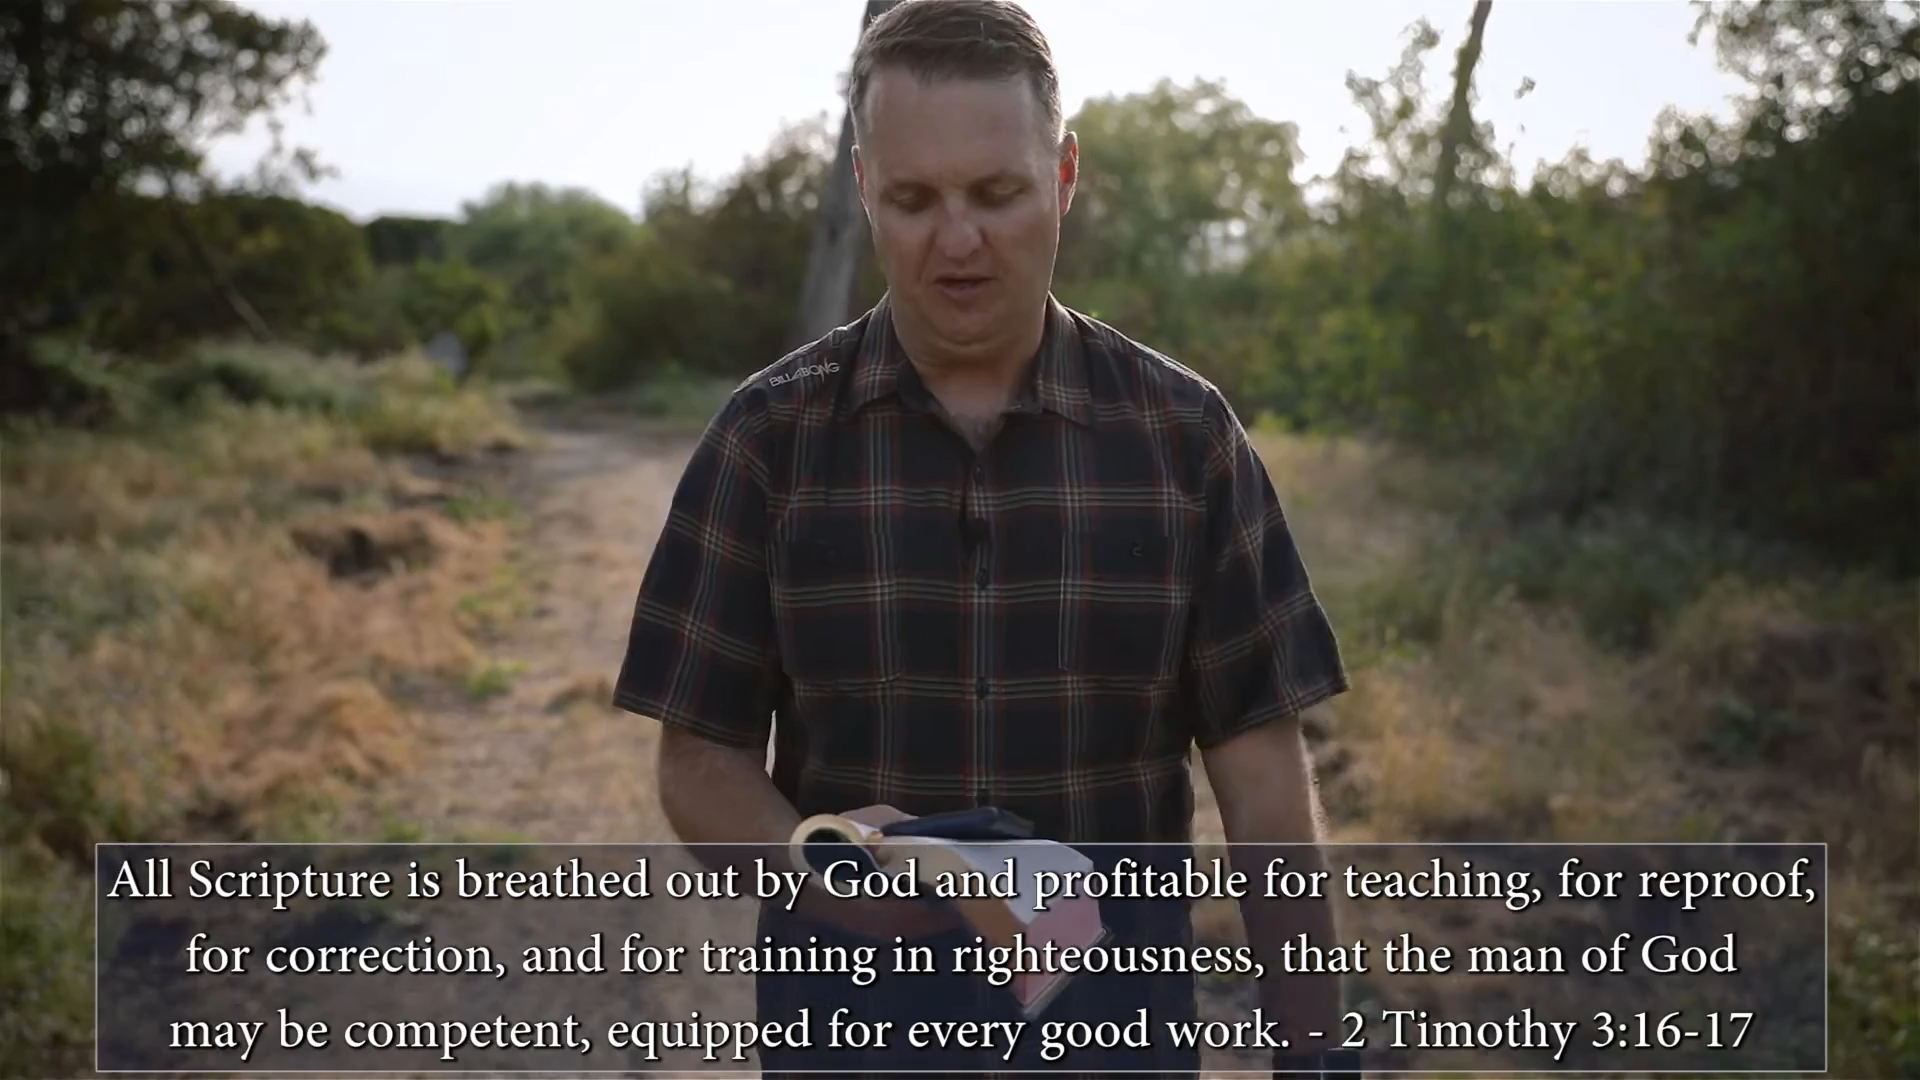 BILLABONG
All Scripture is breathed out by God and profitable for teaching, for reproof,
for correction, and for training in righteousness, that the man of God
may be competent, equipped for every good work. - 2 Timothy 3:16-17